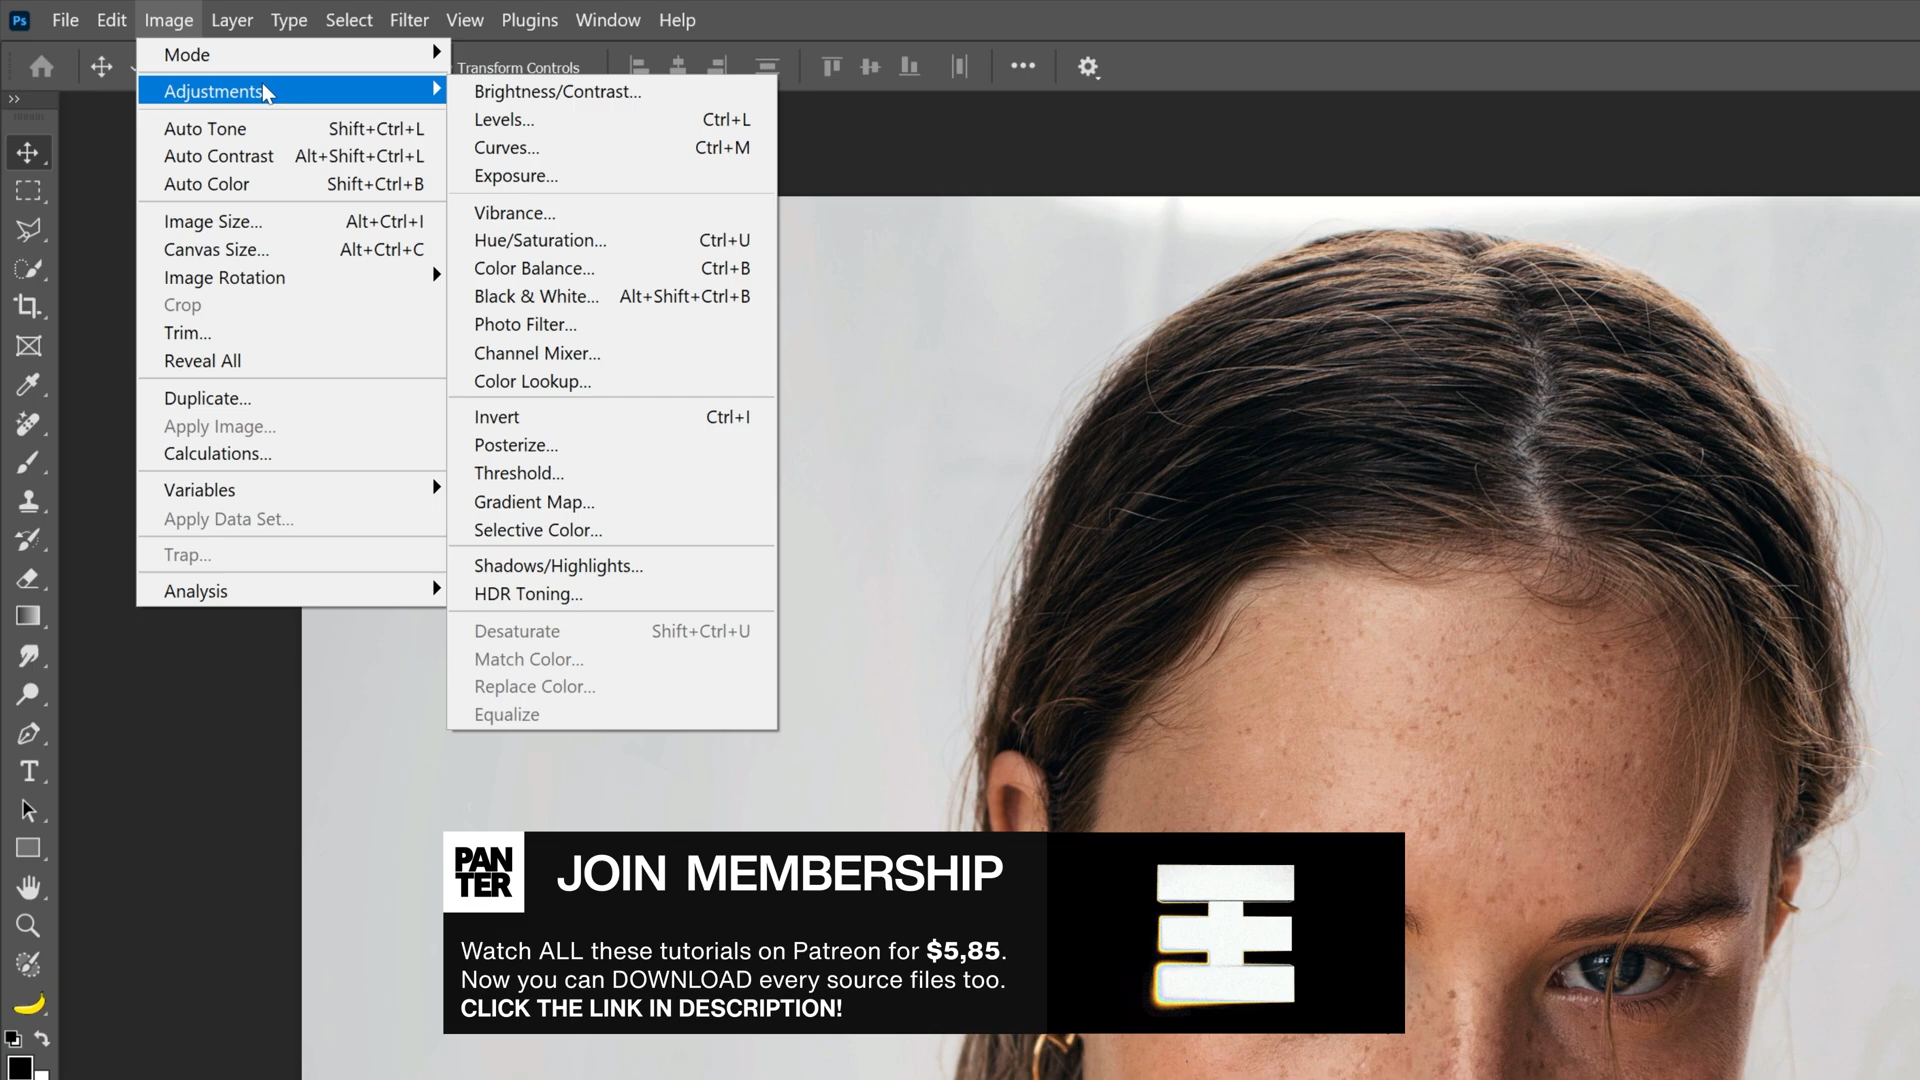 Ps File Edit Image Layer Type Select Filter View Plugins Window Help
Transform Controls
Mode
Adjustments
Auto Tone Shift+Ctrl+L
Auto Contrast Alt+Shift+Ctrl+L
Auto Color Shift+Ctrl+B
Image Size... Alt+Ctrl+I
Canvas Size... Alt+Ctrl+C
Image Rotation
Crop
Trim...
Reveal All
Duplicate...
Apply Image...
Calculations...
Variables
Apply Data Set...
Trap...
Analysis
Brightness/Contrast...
Levels... Ctrl+L
Curves... Ctrl+M
Exposure...
Vibrance...
Hue/Saturation... Ctrl+U
Color Balance... Ctrl+B
Black & White... Alt+Shift+Ctrl+B
Photo Filter...
Channel Mixer...
Color Lookup...
Invert Ctrl+I
Posterize...
Threshold...
Gradient Map...
Selective Color...
Shadows/Highlights...
HDR Toning...
Desaturate Shift+Ctrl+U
Match Color...
Replace Color...
Equalize
PAN
TER
JOIN MEMBERSHIP
Watch ALL these tutorials on Patreon for $5,85.
Now you can DOWNLOAD every source files too.
CLICK THE LINK IN DESCRIPTION!